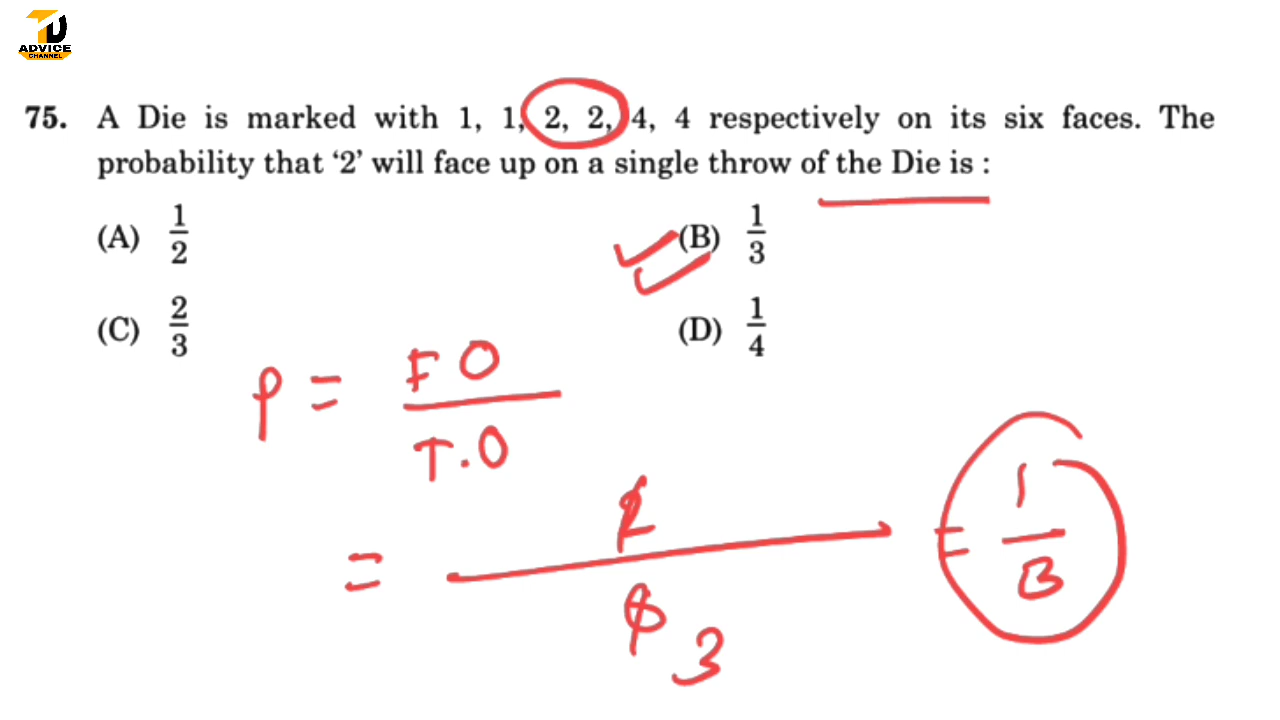 TD
ADVICE
CHANNEL
75. A Die is marked with 1, 1, 2, 2, 4, 4 respectively on its six faces. The
probability that ‘2’ will face up on a single throw of the Die is :
(A) 1/2
(B) 1/3
(C) 2/3
(D) 1/4
P = FO/T.O
= 2/6 3 = 1/3